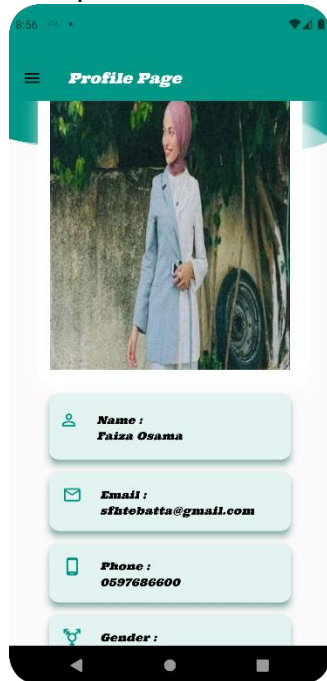 8:56
Profile Page
Name :
Faiza Osama
Email :
sfhtebatta@gmail.com
Phone :
0597686600
Gender :